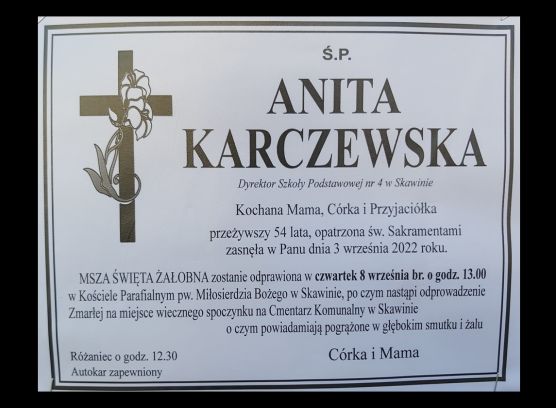 Ś.P.
ANITA
KARCZEWSKA
Dyrektor Szkoły Podstawowej nr 4 w Skawinie
Kochana Mama, Córka i Przyjaciółka
przeżywszy 54 lata, opatrzona św. Sakramentami
zasnęła w Panu dnia 3 września 2022 roku.
MSZA ŚWIĘTA ŻAŁOBNA zostanie odprawiona w czwartek 8 września br. o godz. 13.00
w Kościele Parafialnym pw. Miłosierdzia Bożego w Skawinie, po czym nastąpi odprowadzenie
Zmarłej na miejsce wiecznego spoczynku na Cmentarz Komunalny w Skawinie
o czym powiadamiają pogrążone w głębokim smutku i żalu
Córka i Mama
Różaniec o godz. 12.30
Autokar zapewniony